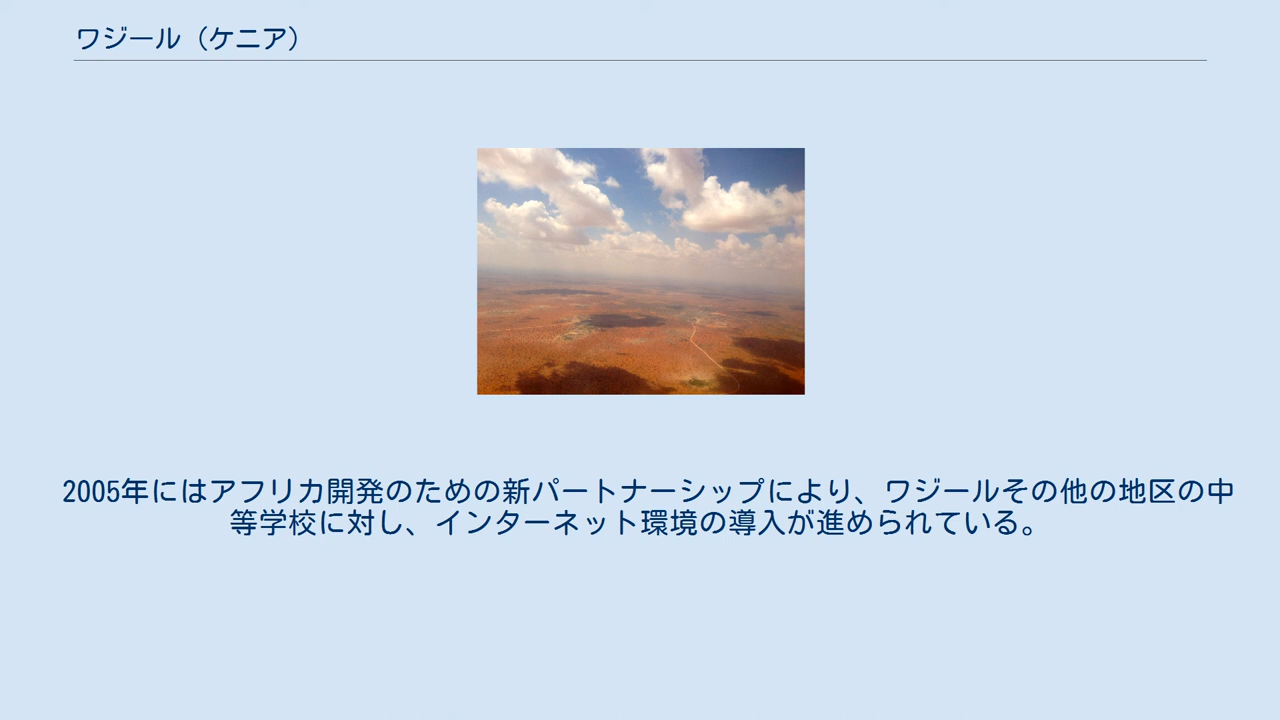 ワジール（ケニア）
2005年にはアフリカ開発のための新パートナーシップにより、ワジールその他の地区の中
等学校に対し、インターネット環境の導入が進められている。